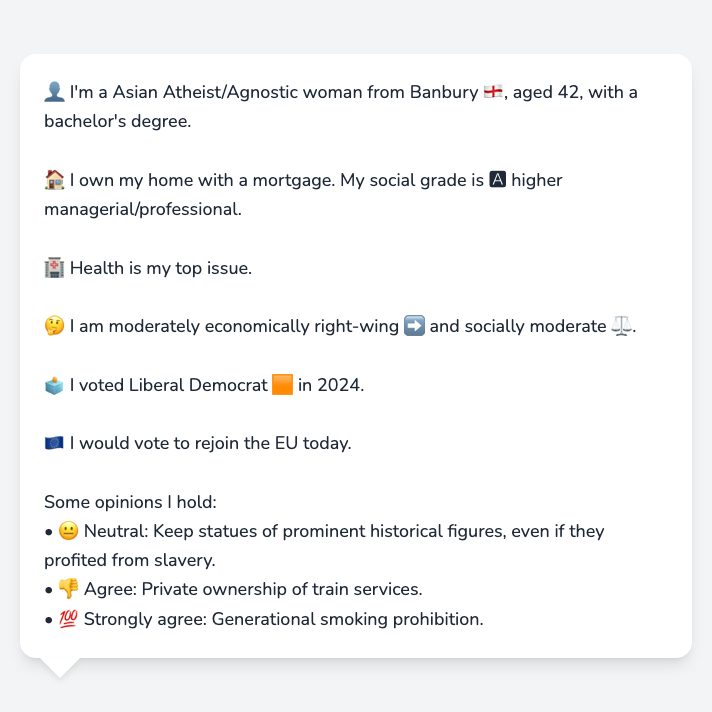 👤 I'm a Asian Atheist/Agnostic woman from Banbury 🏴󠁧󠁢󠁥󠁮󠁧󠁿, aged 42, with a
bachelor's degree.
🏠 I own my home with a mortgage. My social grade is 🅰 higher
managerial/professional.
🏥 Health is my top issue.
🤔 I am moderately economically right-wing ➡️ and socially moderate ⚖️.
🗳️ I voted Liberal Democrat 🟧 in 2024.
🇪🇺 I would vote to rejoin the EU today.
Some opinions I hold:
• 😐 Neutral: Keep statues of prominent historical figures, even if they
profited from slavery.
• 👎 Agree: Private ownership of train services.
• 💯 Strongly agree: Generational smoking prohibition.